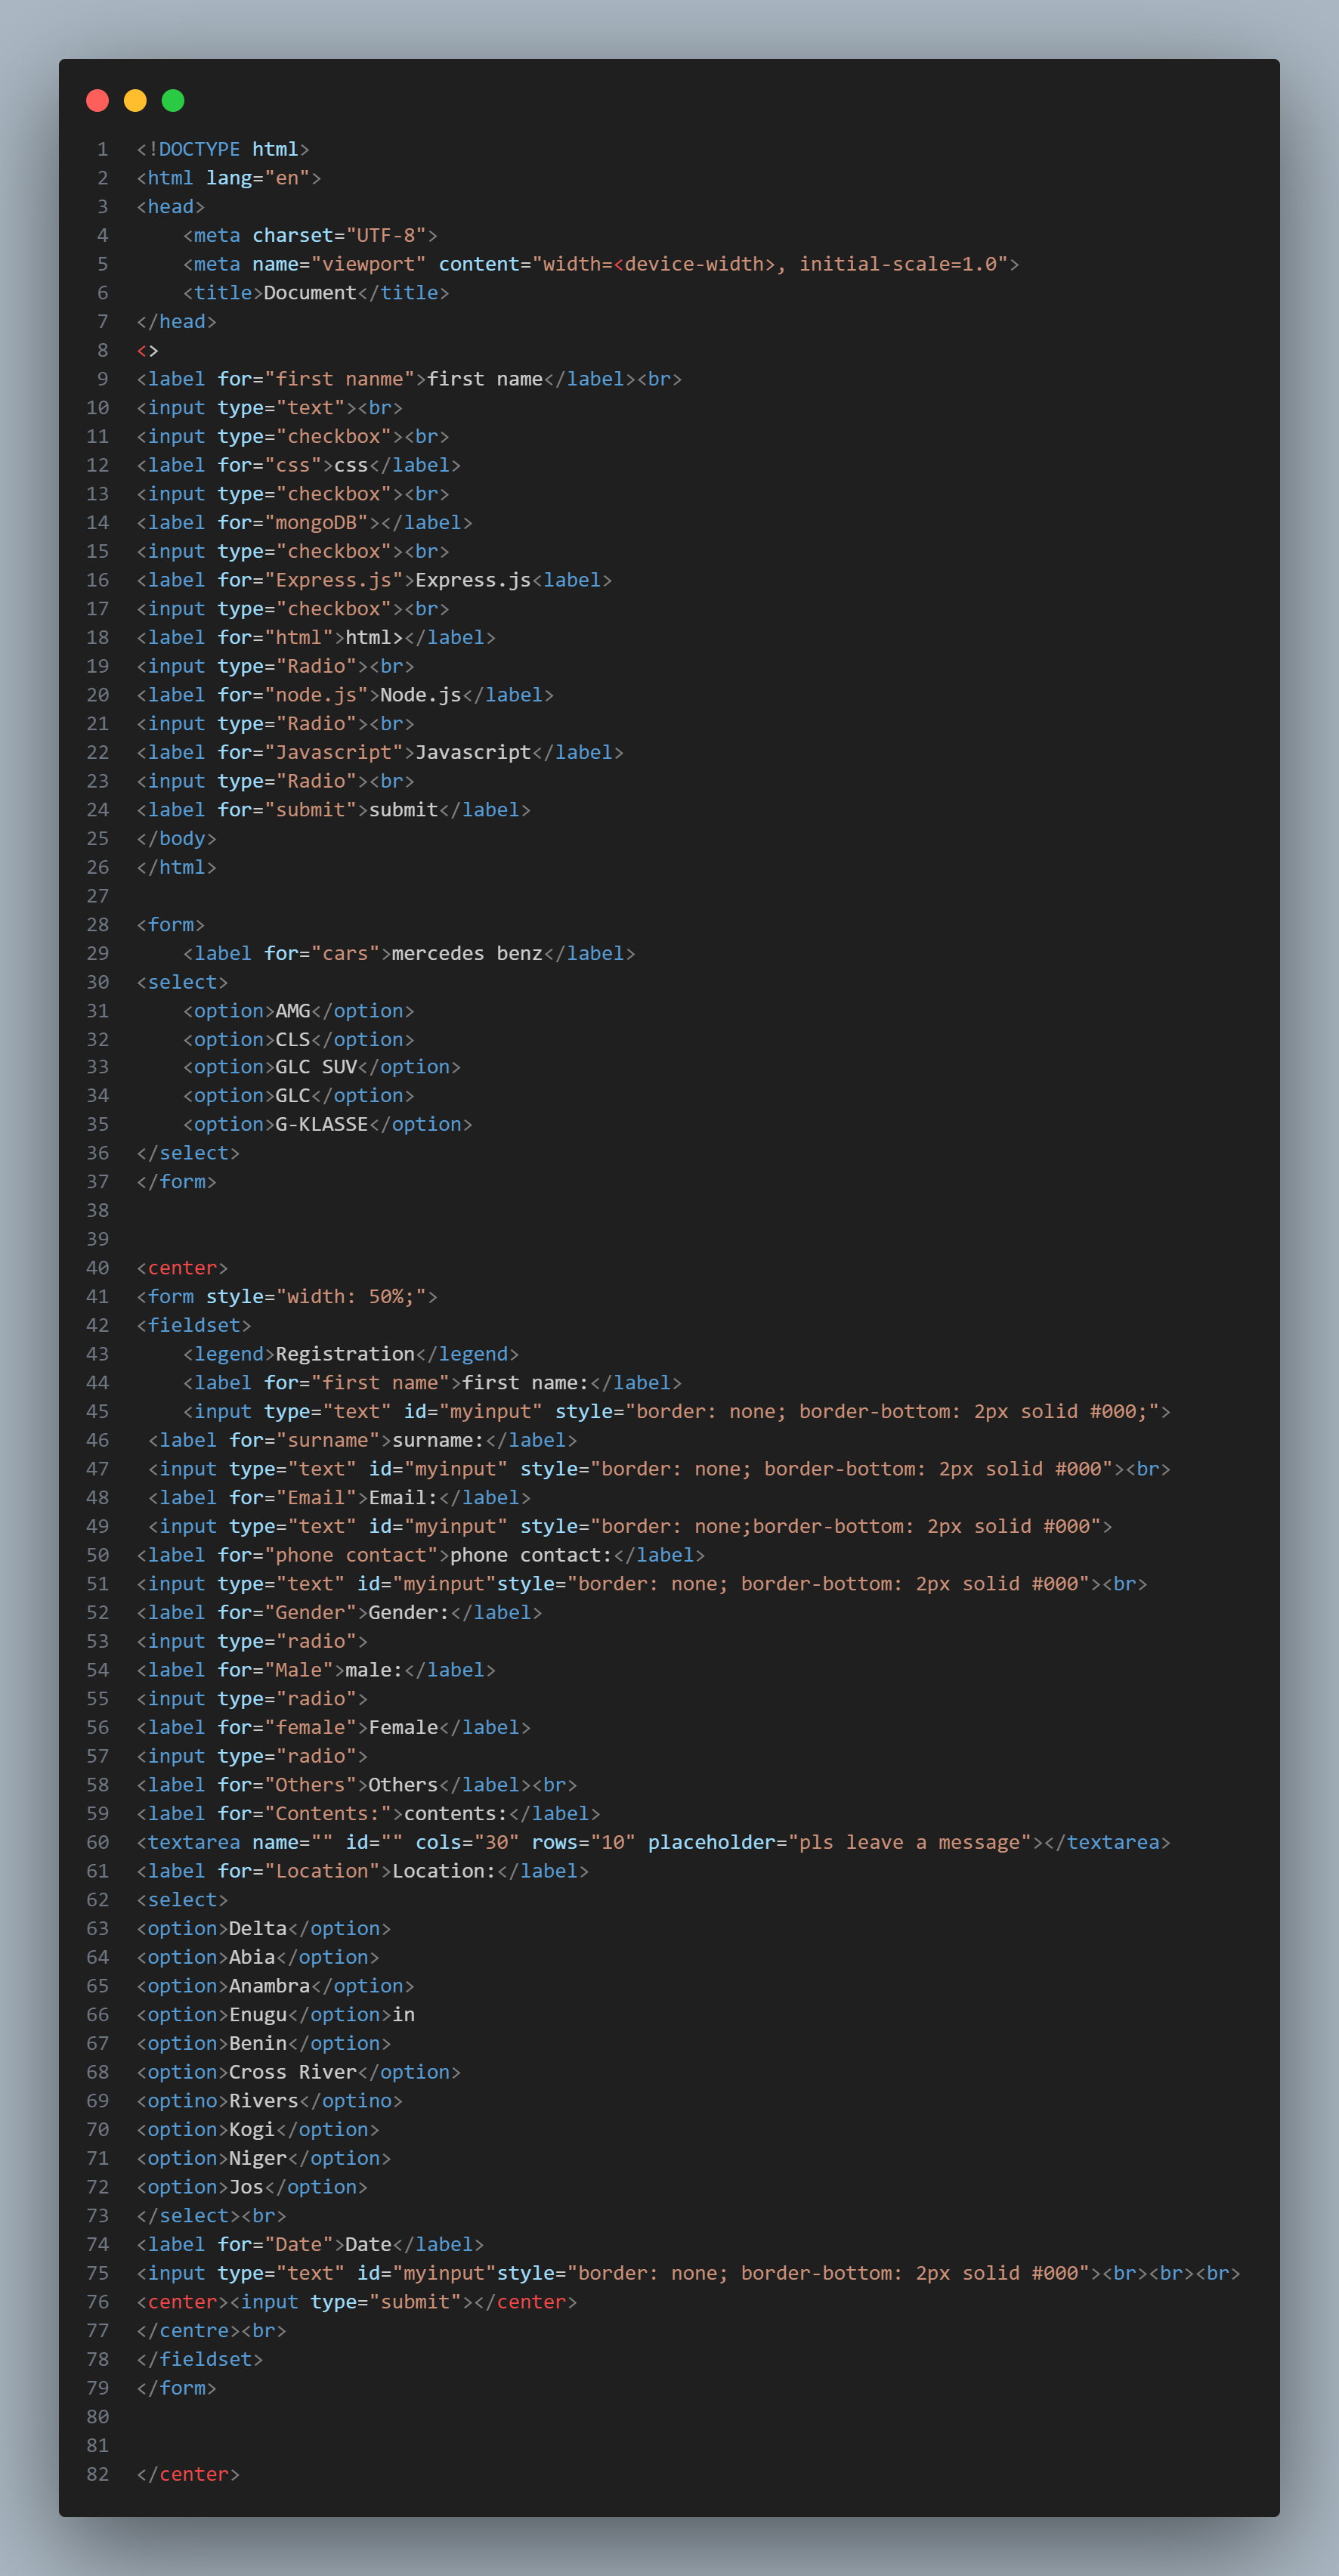 1 <!DOCTYPE html>
2 <html lang="en">
3 <head>
4     <meta charset="UTF-8">
5     <meta name="viewport" content="width=<device-width>, initial-scale=1.0">
6     <title>Document</title>
7 </head>
8 <>
9 <label for="first nanme">first name</label><br>
10 <input type="text"><br>
11 <input type="checkbox"><br>
12 <label for="css">css</label>
13 <input type="checkbox"><br>
14 <label for="mongoDB"></label>
15 <input type="checkbox"><br>
16 <label for="Express.js">Express.js<label>
17 <input type="checkbox"><br>
18 <label for="html">html></label>
19 <input type="Radio"><br>
20 <label for="node.js">Node.js</label>
21 <input type="Radio"><br>
22 <label for="Javascript">Javascript</label>
23 <input type="Radio"><br>
24 <label for="submit">submit</label>
25 </body>
26 </html>
27
28 <form>
29     <label for="cars">mercedes benz</label>
30 <select>
31     <option>AMG</option>
32     <option>CLS</option>
33     <option>GLC SUV</option>
34     <option>GLC</option>
35     <option>G-KLASSE</option>
36 </select>
37 </form>
38
39
40 <center>
41 <form style="width: 50%;">
42 <fieldset>
43     <legend>Registration</legend>
44     <label for="first name">first name:</label>
45     <input type="text" id="myinput" style="border: none; border-bottom: 2px solid #000;">
46  <label for="surname">surname:</label>
47  <input type="text" id="myinput" style="border: none; border-bottom: 2px solid #000"><br>
48  <label for="Email">Email:</label>
49  <input type="text" id="myinput" style="border: none;border-bottom: 2px solid #000">
50 <label for="phone contact">phone contact:</label>
51 <input type="text" id="myinput"style="border: none; border-bottom: 2px solid #000"><br>
52 <label for="Gender">Gender:</label>
53 <input type="radio">
54 <label for="Male">male:</label>
55 <input type="radio">
56 <label for="female">Female</label>
57 <input type="radio">
58 <label for="Others">Others</label><br>
59 <label for="Contents:">contents:</label>
60 <textarea name="" id="" cols="30" rows="10" placeholder="pls leave a message"></textarea>
61 <label for="Location">Location:</label>
62 <select>
63 <option>Delta</option>
64 <option>Abia</option>
65 <option>Anambra</option>
66 <option>Enugu</option>in
67 <option>Benin</option>
68 <option>Cross River</option>
69 <optino>Rivers</optino>
70 <option>Kogi</option>
71 <option>Niger</option>
72 <option>Jos</option>
73 </select><br>
74 <label for="Date">Date</label>
75 <input type="text" id="myinput"style="border: none; border-bottom: 2px solid #000"><br><br><br>
76 <center><input type="submit"></center>
77 </centre><br>
78 </fieldset>
79 </form>
80
81
82 </center>